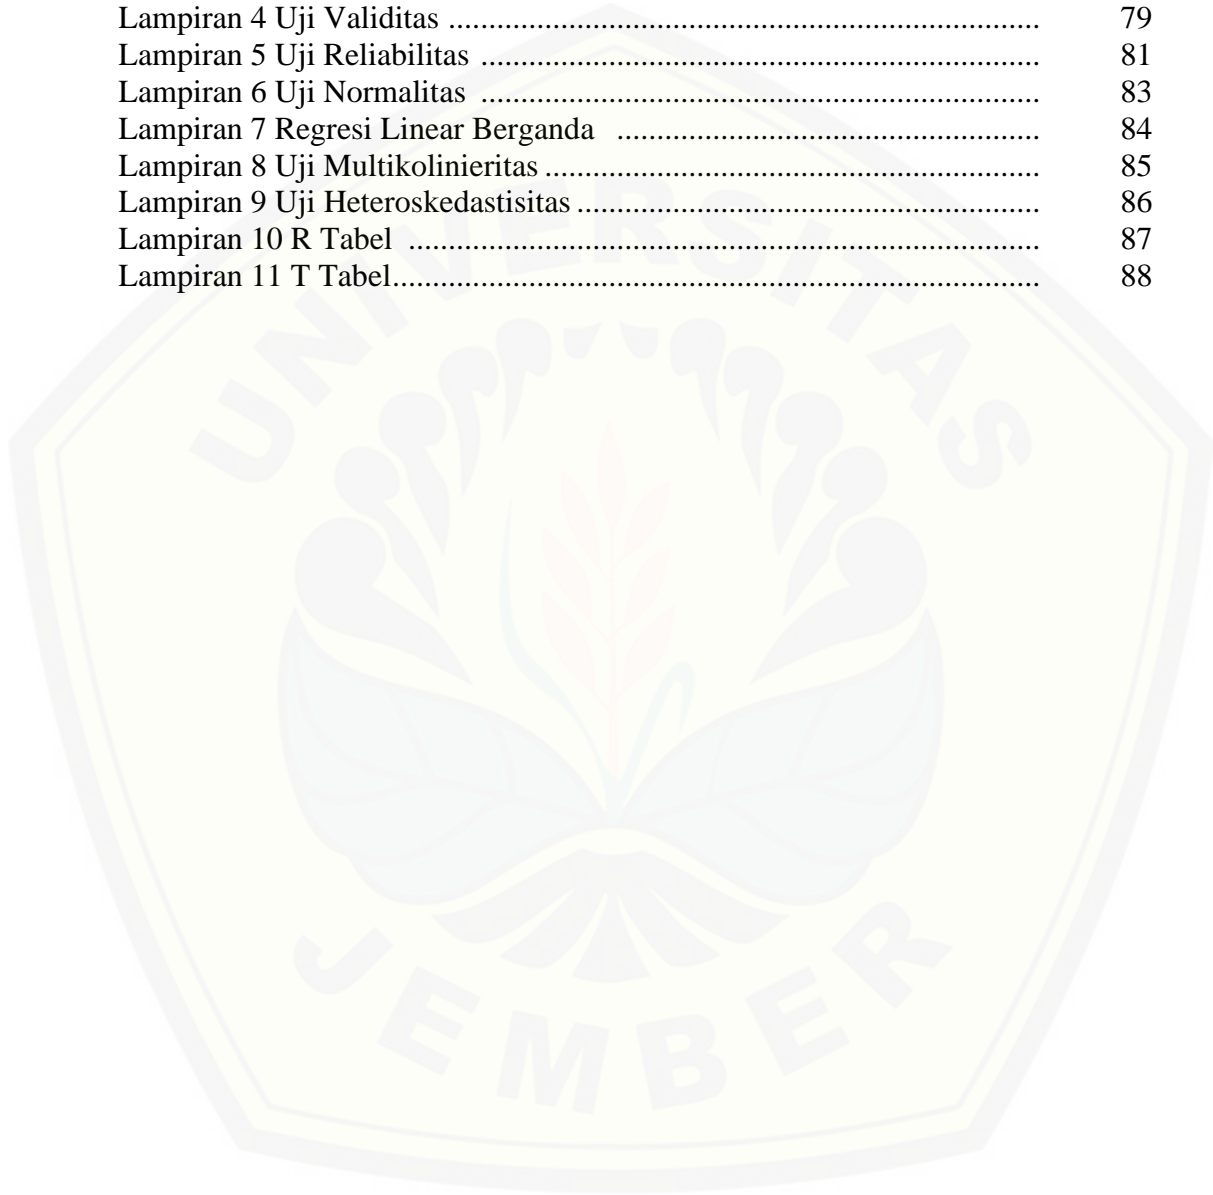 Lampiran 4 Uji Validitas ........................................................................ 79
Lampiran 5 Uji Reliabilitas .................................................................... 81
Lampiran 6 Uji Normalitas .................................................................... 83
Lampiran 7 Regresi Linear Berganda ................................................... 84
Lampiran 8 Uji Multikolinieritas ............................................................ 85
Lampiran 9 Uji Heteroskedastisitas ........................................................ 86
Lampiran 10 R Tabel ............................................................................. 87
Lampiran 11 T Tabel............................................................................... 88
UNIVERSITAS
JEMBER